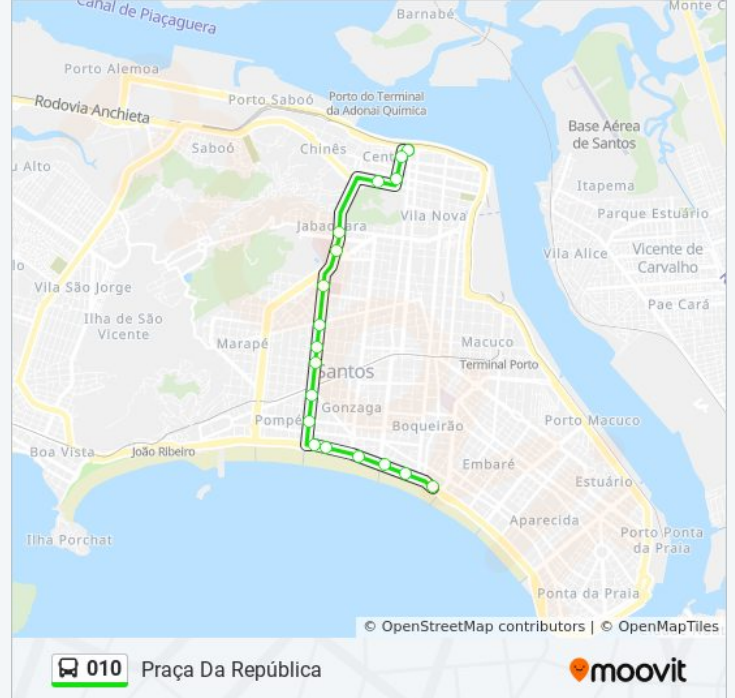 Canal de Piaçaguera
Monte C
Barnabé
Porto Alemoa
Rodovia Anchieta
Porto Saboó
Porto do Terminal
da Adonai Química
Saboó
Chinês
Cent
Base Aérea
de Santos
u Alto
Itapema
Vila Nova
Parque Estuário
Jabaquara
Vila Alice
Vicente de
Carvalho
lo
Vila São Jorge
Pae Cará
Ilha de São
Vicente
Marapé
Macuco
Terminal Porto
Santos
Gonzaga
Pompé
Boqueirão
Porto Macuco
Boa Vista
João Ribeiro
Embaré
Estuário
Aparecida
Ilha Porchat
Porto Ponta
da Praia
Ponta da Praia
© OpenStreetMap contributors | © OpenMapTiles
010 Praça Da República
moovit